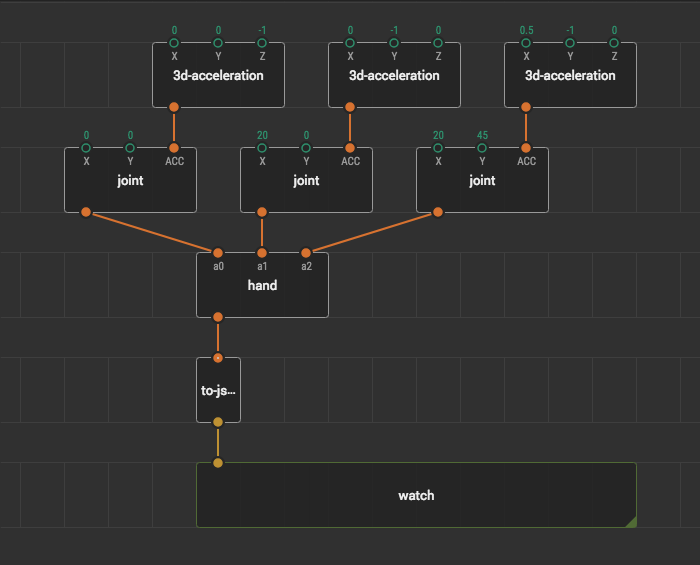 0 0 -1 0 -1 0 0.5 -1 0
X Y Z X Y Z X Y Z
3d-acceleration 3d-acceleration 3d-acceleration
0 0 20 0 20 45
X Y ACC X Y ACC X Y ACC
joint joint joint
a0 a1 a2
hand
to-js...
watch